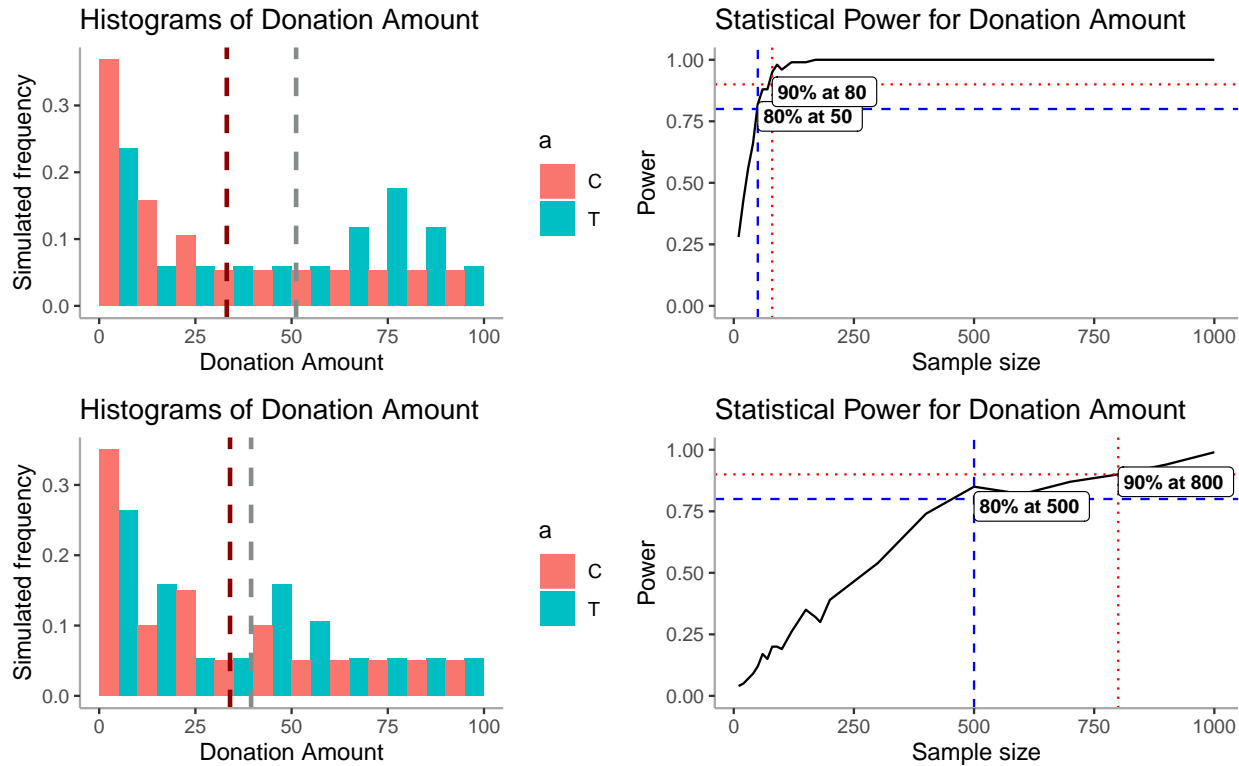 Histograms of Donation Amount
Simulated frequency
0.3
0.2
0.1
0.0
0
25
50
75
100
Donation Amount
a
C
T
Statistical Power for Donation Amount
Power
1.00
0.75
0.50
0.25
0.00
90% at 80
80% at 50
0
250
500
750
1000
Sample size
Histograms of Donation Amount
Simulated frequency
0.3
0.2
0.1
0.0
0
25
50
75
100
Donation Amount
a
C
T
Statistical Power for Donation Amount
Power
1.00
0.75
0.50
0.25
0.00
90% at 800
80% at 500
0
250
500
750
1000
Sample size